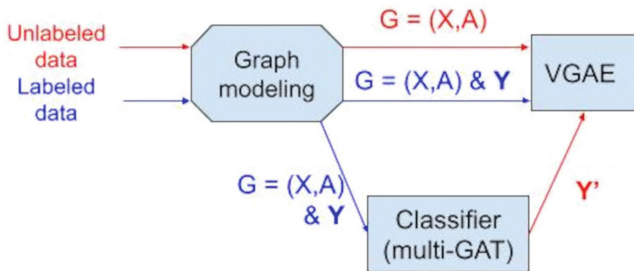 Unlabeled
data
Labeled
data
Graph
modeling
G = (X,A)
G = (X,A) & Y
VGAE
G = (X,A)
& Y
Classifier
(multi-GAT)
Y'